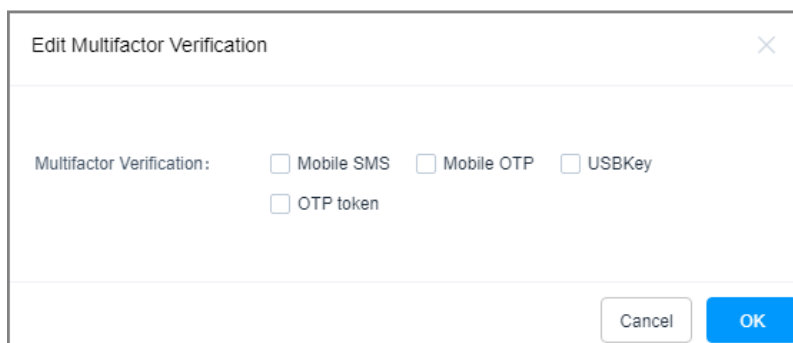 Edit Multifactor Verification
Multifactor Verification: Mobile SMS Mobile OTP USBKey
OTP token
Cancel OK